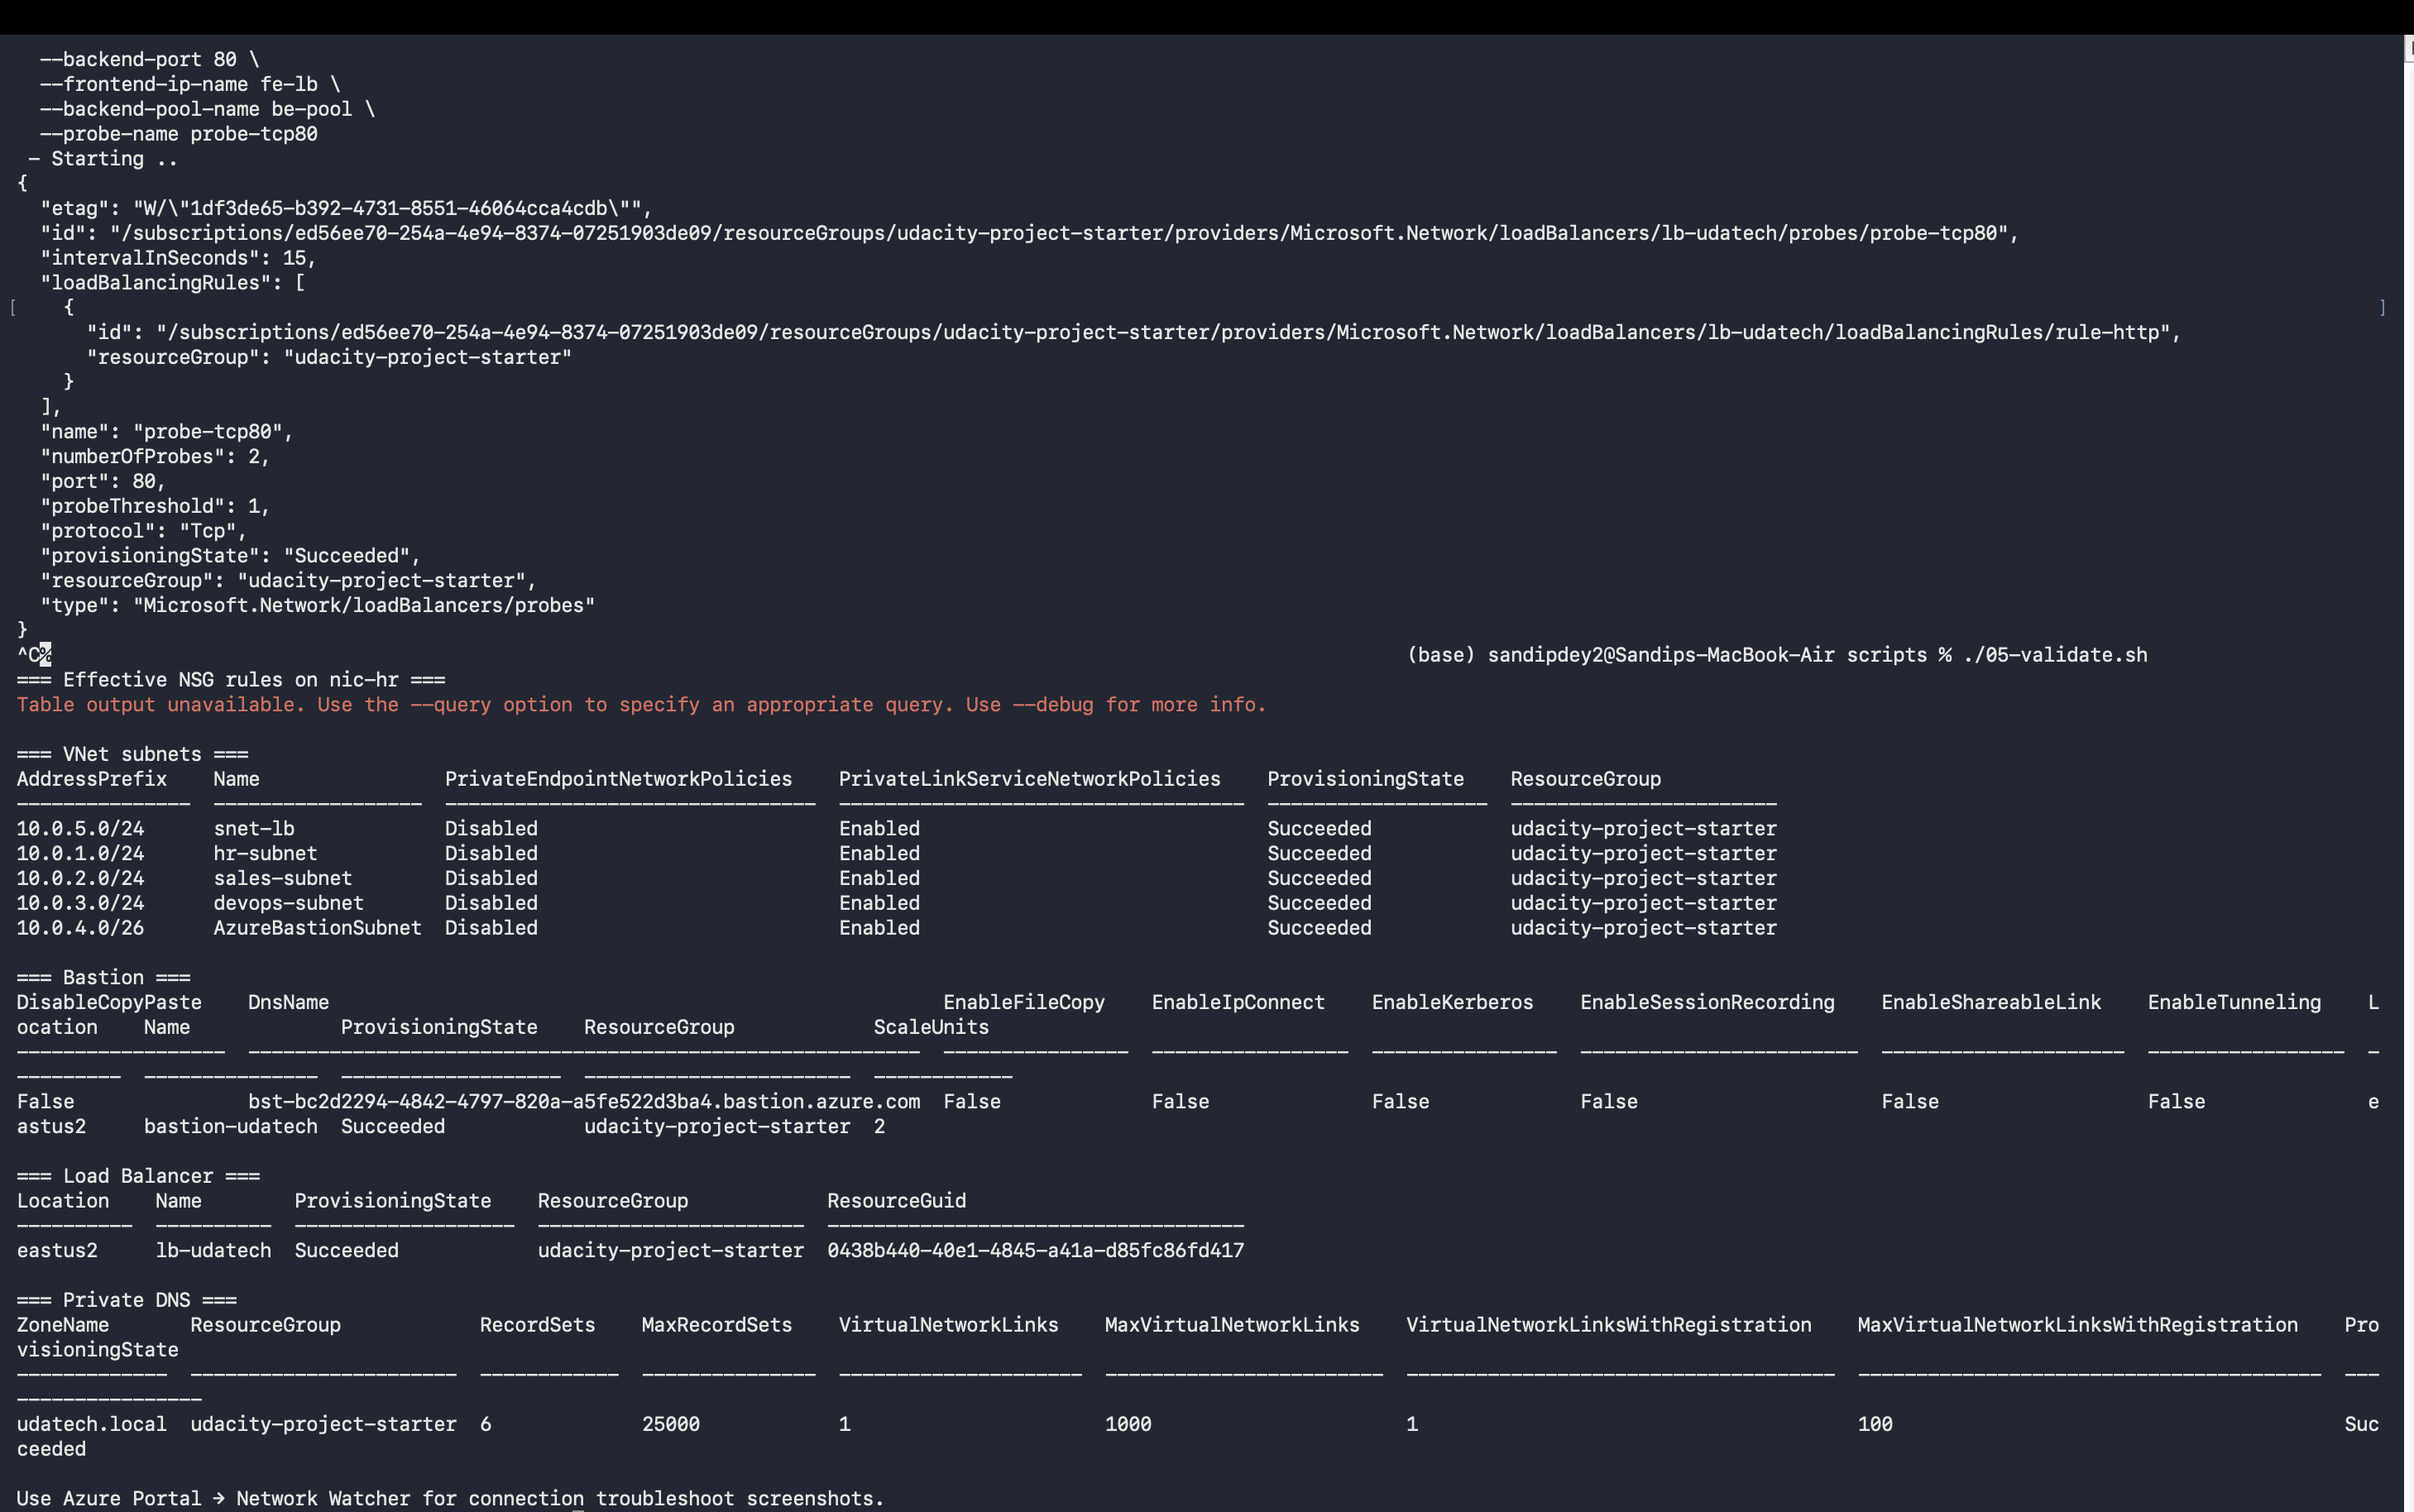 --backend-port 80 \
  --frontend-ip-name fe-lb \
  --backend-pool-name be-pool \
  --probe-name probe-tcp80
 - Starting ..
{
  "etag": "W/\"1df3de65-b392-4731-8551-46064cca4cdb\"",
  "id": "/subscriptions/ed56ee70-254a-4e94-8374-07251903de09/resourceGroups/udacity-project-starter/providers/Microsoft.Network/loadBalancers/lb-udatech/probes/probe-tcp80",
  "intervalInSeconds": 15,
  "loadBalancingRules": [
[    {                                                                                ]
      "id": "/subscriptions/ed56ee70-254a-4e94-8374-07251903de09/resourceGroups/udacity-project-starter/providers/Microsoft.Network/loadBalancers/lb-udatech/loadBalancingRules/rule-http",
      "resourceGroup": "udacity-project-starter"
    }
  ],
  "name": "probe-tcp80",
  "numberOfProbes": 2,
  "port": 80,
  "probeThreshold": 1,
  "protocol": "Tcp",
  "provisioningState": "Succeeded",
  "resourceGroup": "udacity-project-starter",
  "type": "Microsoft.Network/loadBalancers/probes"
}
^C%    (base) sandipdey2@Sandips-MacBook-Air scripts % ./05-validate.sh
=== Effective NSG rules on nic-hr ===
Table output unavailable. Use the --query option to specify an appropriate query. Use --debug for more info.

=== VNet subnets ===
AddressPrefix    Name                PrivateEndpointNetworkPolicies    PrivateLinkServiceNetworkPolicies    ProvisioningState    ResourceGroup
---------------  ------------------  --------------------------------  -----------------------------------  -------------------  -----------------------
10.0.5.0/24      snet-lb             Disabled                          Enabled                              Succeeded            udacity-project-starter
10.0.1.0/24      hr-subnet           Disabled                          Enabled                              Succeeded            udacity-project-starter
10.0.2.0/24      sales-subnet        Disabled                          Enabled                              Succeeded            udacity-project-starter
10.0.3.0/24      devops-subnet       Disabled                          Enabled                              Succeeded            udacity-project-starter
10.0.4.0/26      AzureBastionSubnet  Disabled                          Enabled                              Succeeded            udacity-project-starter

=== Bastion ===
DisableCopyPaste    DnsName                                                     EnableFileCopy    EnableIpConnect    EnableKerberos    EnableSessionRecording    EnableShareableLink    EnableTunneling    L
ocation    Name             ProvisioningState    ResourceGroup            ScaleUnits
------------------  ----------------------------------------------------------  ----------------  -----------------  ----------------  ------------------------  ---------------------  -----------------  -
---------  ---------------  -------------------  -----------------------  ------------
False               bst-bc2d2294-4842-4797-820a-a5fe522d3ba4.bastion.azure.com  False             False              False             False                     False                  False              e
astus2     bastion-udatech  Succeeded            udacity-project-starter  2

=== Load Balancer ===
Location    Name        ProvisioningState    ResourceGroup            ResourceGuid
----------  ----------  -------------------  -----------------------  ------------------------------------
eastus2     lb-udatech  Succeeded            udacity-project-starter  0438b440-40e1-4845-a41a-d85fc86fd417

=== Private DNS ===
ZoneName       ResourceGroup            RecordSets    MaxRecordSets    VirtualNetworkLinks    MaxVirtualNetworkLinks    VirtualNetworkLinksWithRegistration    MaxVirtualNetworkLinksWithRegistration    Pro
visioningState
-------------  -----------------------  ------------  ---------------  ---------------------  ------------------------  -------------------------------------  ----------------------------------------  ---
----------------
udatech.local  udacity-project-starter  6             25000            1                      1000                      1                                      100                                       Suc
ceeded

Use Azure Portal → Network Watcher for connection troubleshoot screenshots.